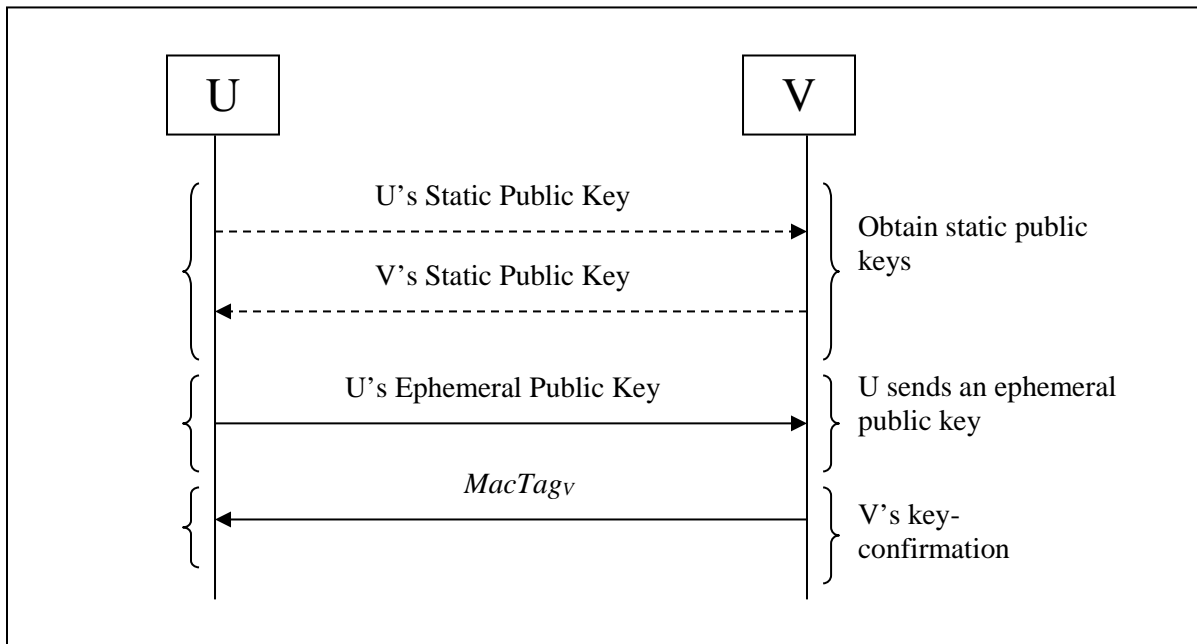 U
V
U’s Static Public Key
V’s Static Public Key
Obtain static public
keys
U’s Ephemeral Public Key
U sends an ephemeral
public key
MacTagV
V’s key-
confirmation